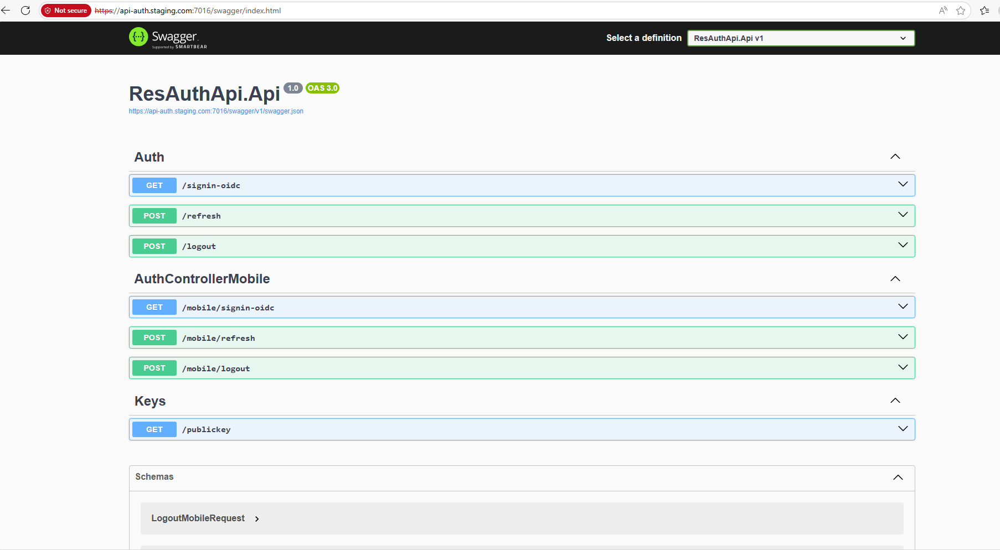 Not secure https://api-auth.staging.com:7016/swagger/index.html
Swagger
Supported by SMARTBEAR
Select a definition ResAuthApi.Api v1
ResAuthApi.Api 1.0 OAS 3.0
https://api-auth.staging.com:7016/swagger/v1/swagger.json
Auth
GET /signin-oidc
POST /refresh
POST /logout
AuthControllerMobile
GET /mobile/signin-oidc
POST /mobile/refresh
POST /mobile/logout
Keys
GET /publickey
Schemas
LogoutMobileRequest